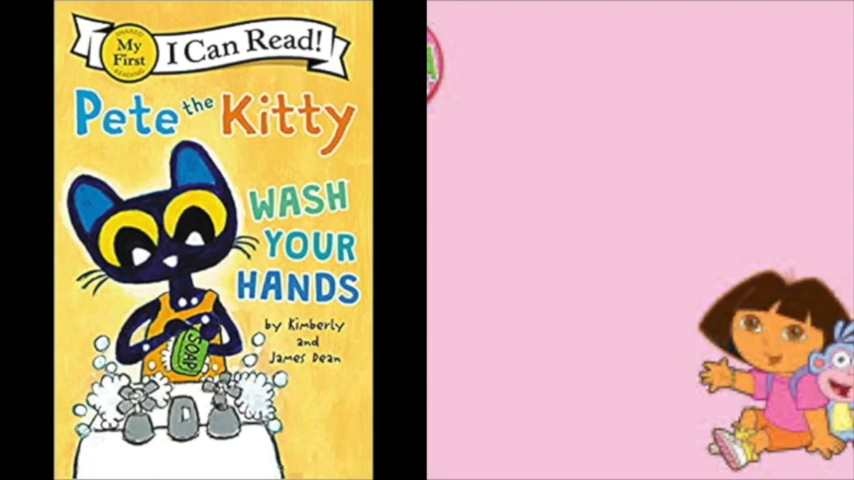 SHARED
My
First
READING
I Can Read!
Pete the Kitty
WASH
YOUR
HANDS
by Kimberly
and
James Dean
SOAP